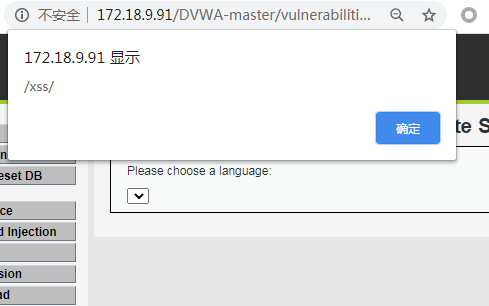 不安全 172.18.9.91/DVWA-master/vulnerabiliti...
172.18.9.91 显示
/xss/
确定
te S
Please choose a language:
eset DB
ce
d Injection
sion
ad